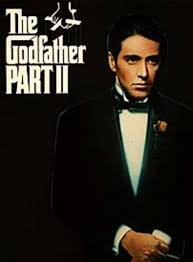 The
Godfather
PART II